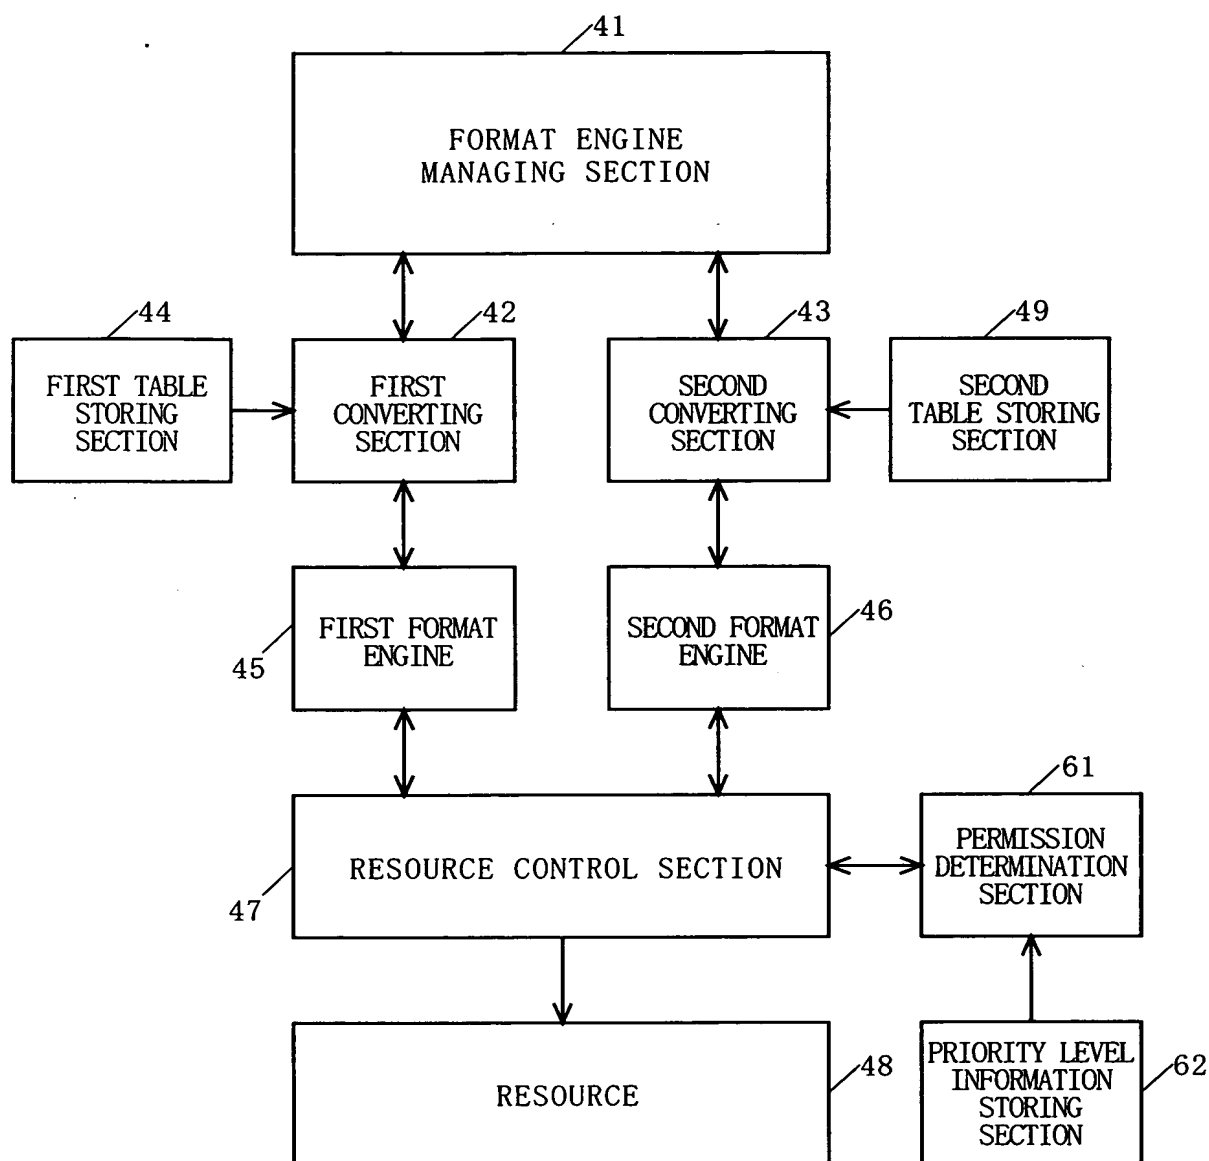 41
FORMAT ENGINE
MANAGING SECTION
44
42
43
49
FIRST TABLE
STORING
SECTION
FIRST
CONVERTING
SECTION
SECOND
CONVERTING
SECTION
SECOND
TABLE STORING
SECTION
FIRST FORMAT
ENGINE
45
SECOND FORMAT
ENGINE
46
61
RESOURCE CONTROL SECTION
47
PERMISSION
DETERMINATION
SECTION
RESOURCE
48
PRIORITY LEVEL
INFORMATION
STORING
SECTION
62